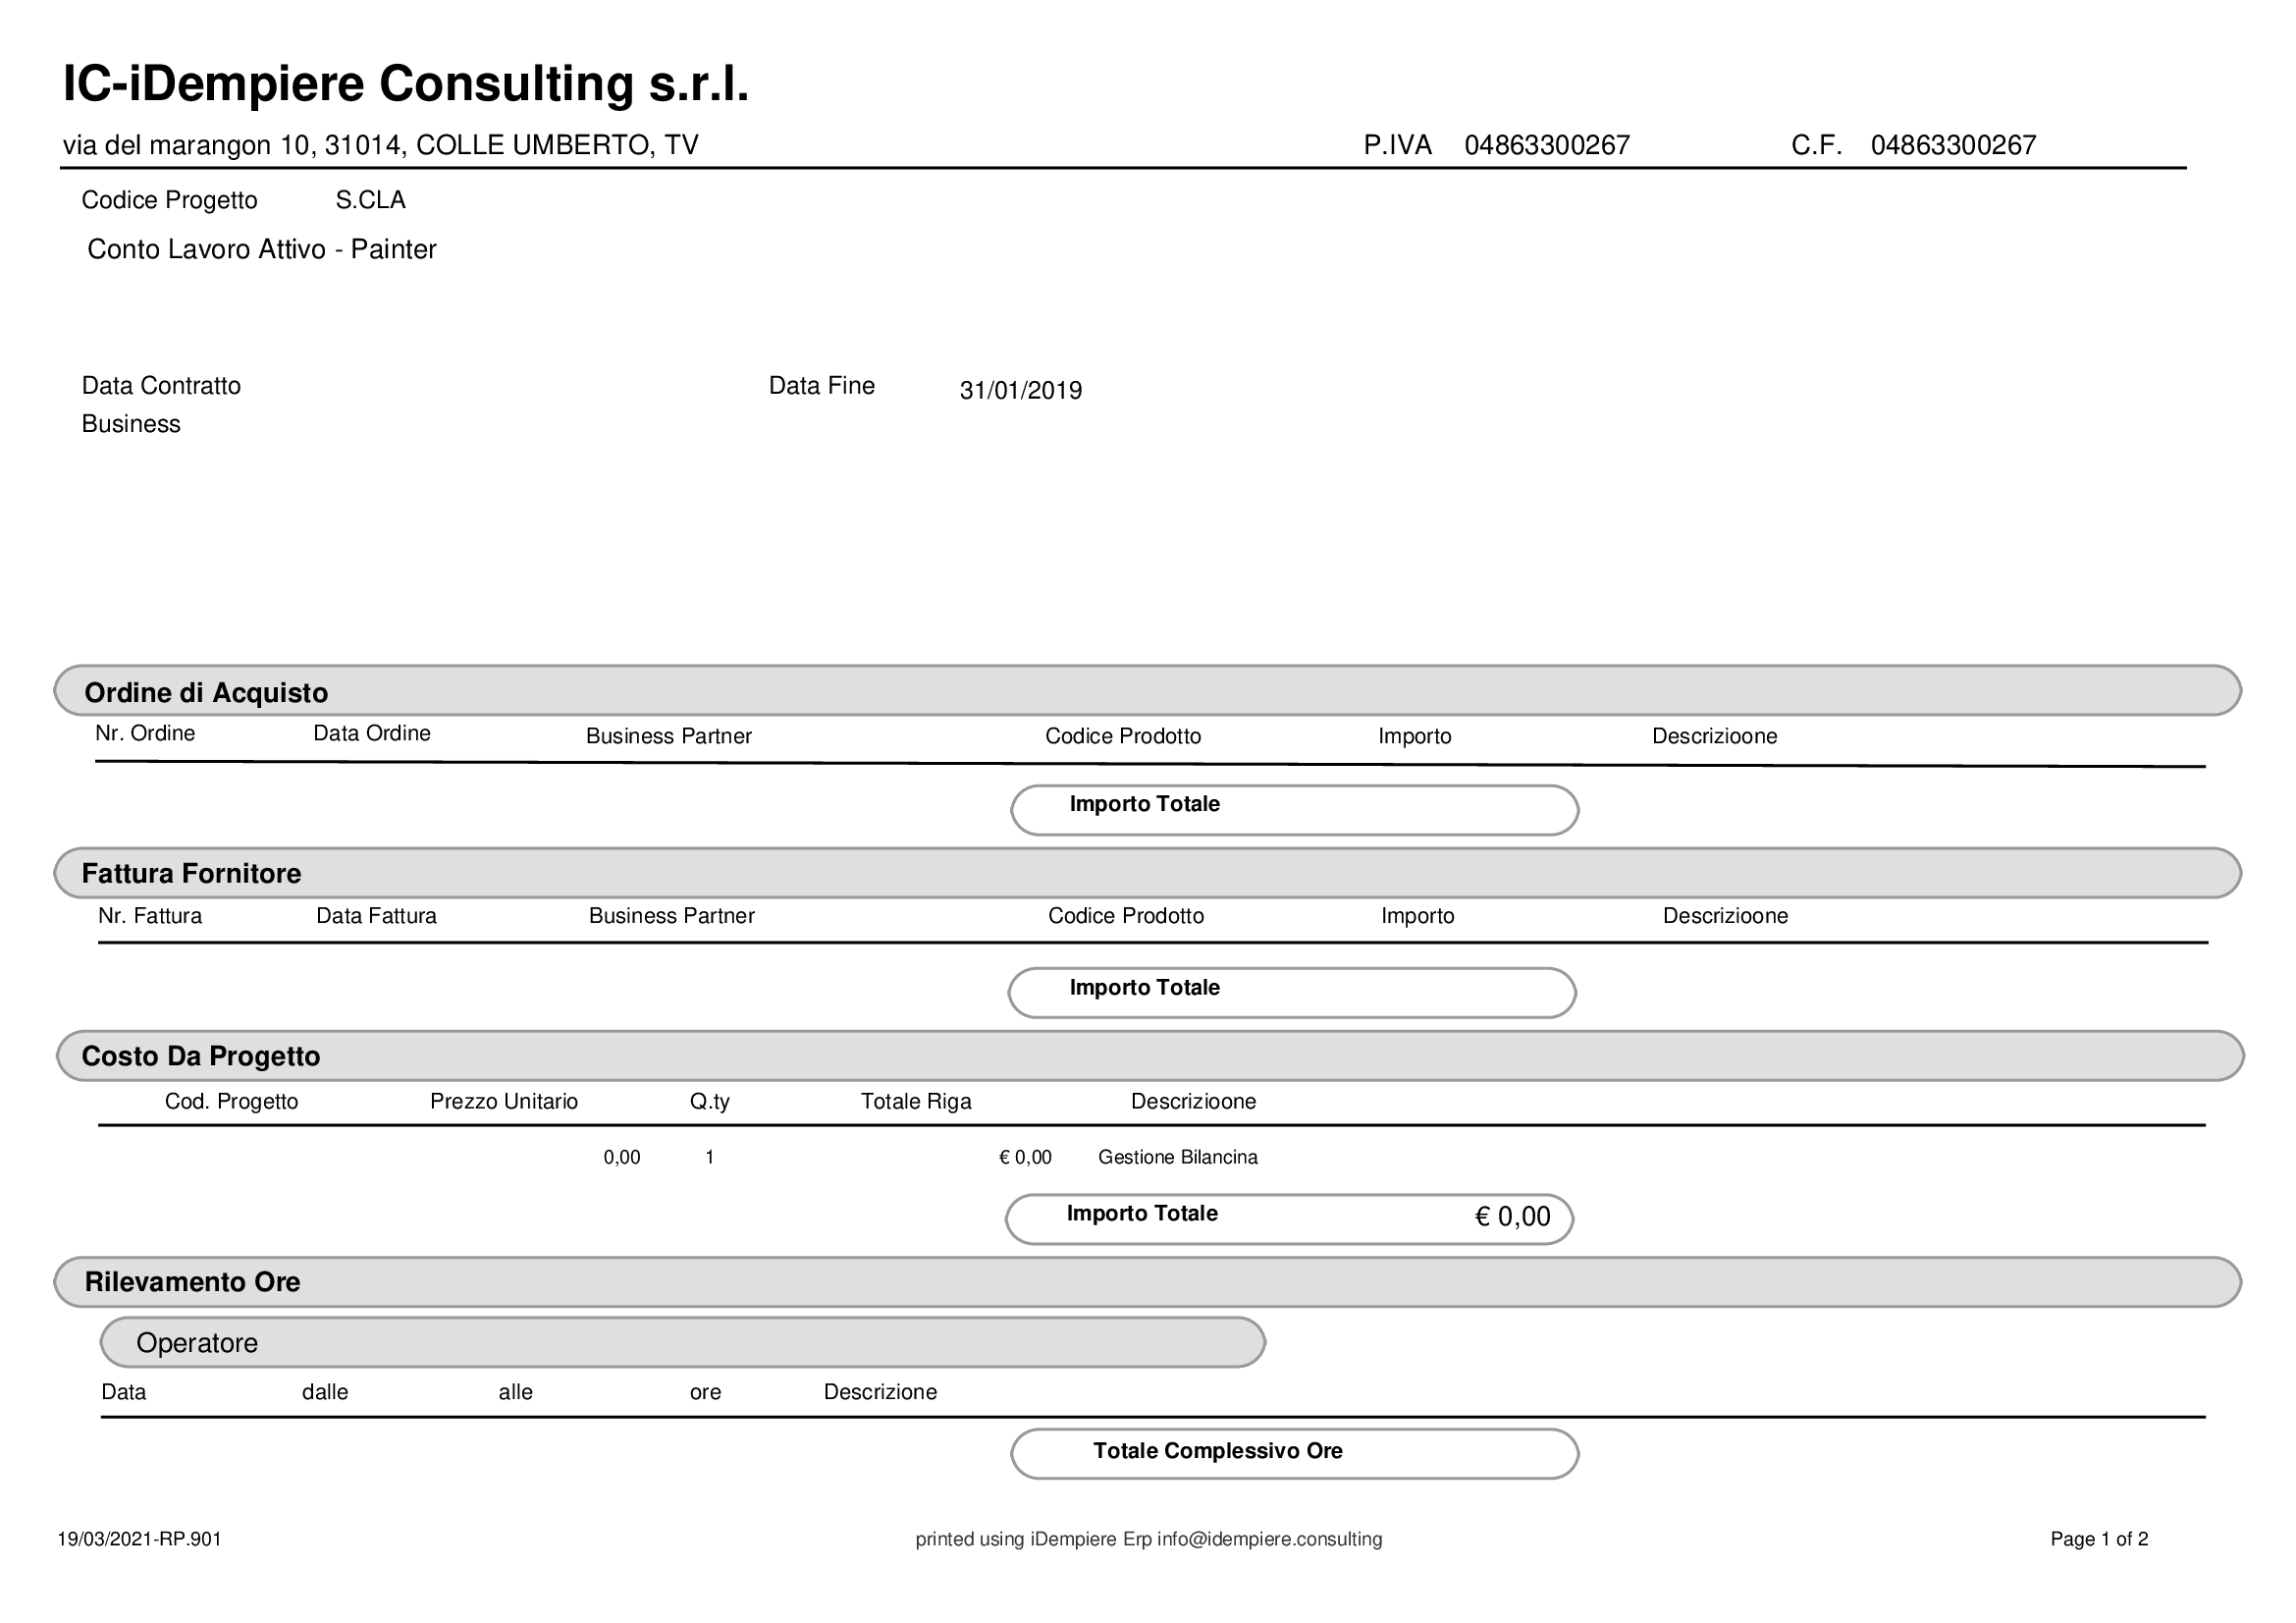 IC-iDempiere Consulting s.r.l.
via del marangon 10, 31014, COLLE UMBERTO, TV P.IVA 04863300267 C.F. 04863300267
Codice Progetto S.CLA
Conto Lavoro Attivo - Painter
Data Contratto Data Fine 31/01/2019
Business
Ordine di Acquisto
Nr. Ordine Data Ordine Business Partner Codice Prodotto Importo Descrizioone
Importo Totale
Fattura Fornitore
Nr. Fattura Data Fattura Business Partner Codice Prodotto Importo Descrizioone
Importo Totale
Costo Da Progetto
Cod. Progetto Prezzo Unitario Q.ty Totale Riga Descrizioone
0,00 1 € 0,00 Gestione Bilancina
Importo Totale € 0,00
Rilevamento Ore
Operatore
Data dalle alle ore Descrizione
Totale Complessivo Ore
19/03/2021-RP.901 printed using iDempiere Erp info@idempiere.consulting Page 1 of 2